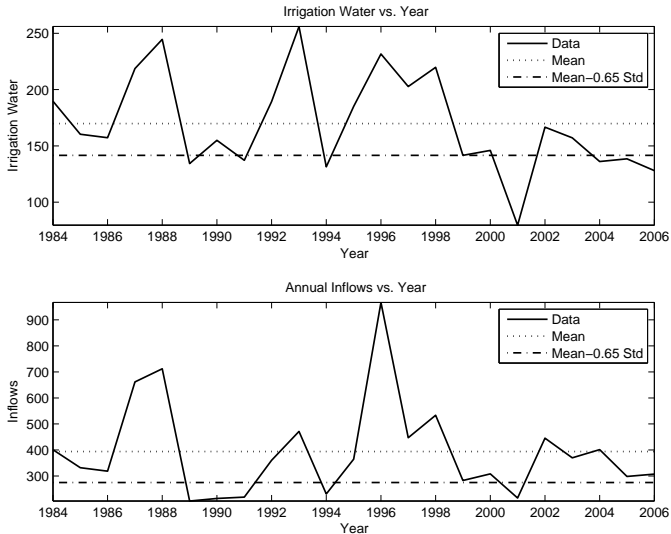 Irrigation Water vs. Year
250
200
150
100
Irrigation Water
Data
Mean
Mean−0.65 Std
1984 1986 1988 1990 1992 1994 1996 1998 2000 2002 2004 2006
Year
Annual Inflows vs. Year
900
800
700
600
500
400
300
Inflows
Data
Mean
Mean−0.65 Std
1984 1986 1988 1990 1992 1994 1996 1998 2000 2002 2004 2006
Year